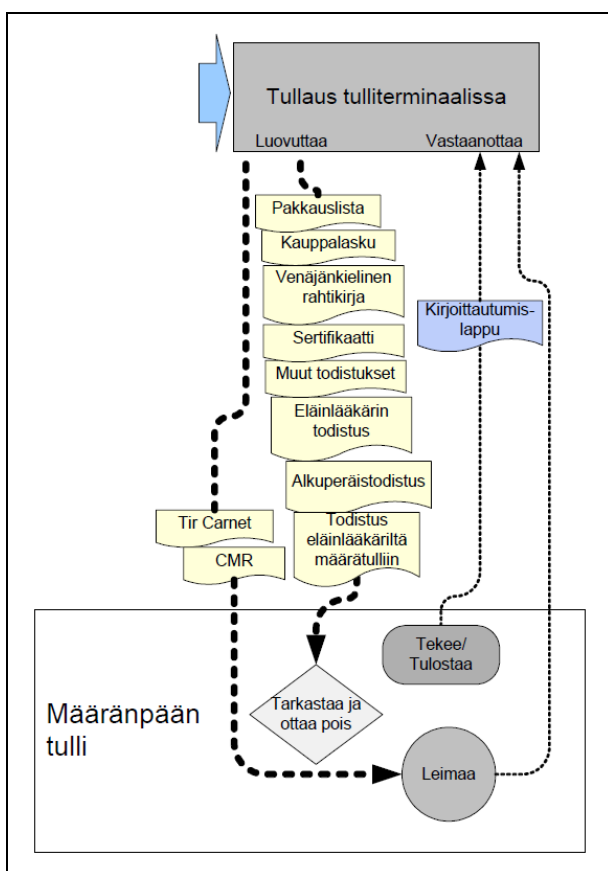 Tullaus tulliterminaalissa
Luovuttaa
Vastaanottaa
Pakkauslista
Kauppalasku
Venäjänkielinen
rahtikirja
Kirjoittautumis-
lappu
Sertifikaatti
Muut todistukset
Eläinlääkärin
todistus
Alkuperäistodistus
Tir Carnet
CMR
Todistus
eläinlääkäriltä
määrätulliin
Tekee/
Tulostaa
Tarkastaa ja
ottaa pois
Määränpään
tulli
Leimaa